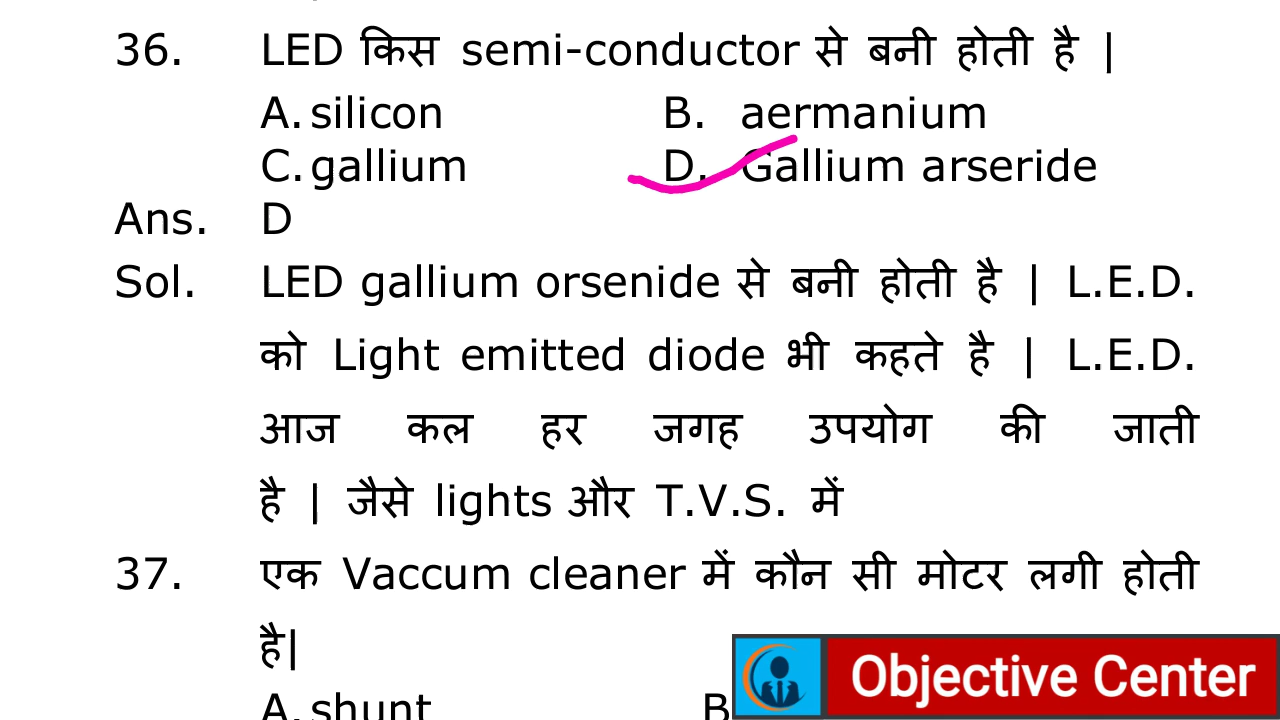 36. LED किस semi-conductor से बनी होती है |
A. silicon B. aermanium
C. gallium D. Gallium arseride
Ans. D
Sol. LED gallium orsenide से बनी होती है | L.E.D.
को Light emitted diode भी कहते है | L.E.D.
आज कल हर जगह उपयोग की जाती
है | जैसे lights और T.V.S. में
37. एक Vaccum cleaner में कौन सी मोटर लगी होती
है|
A. shunt B
Objective Center